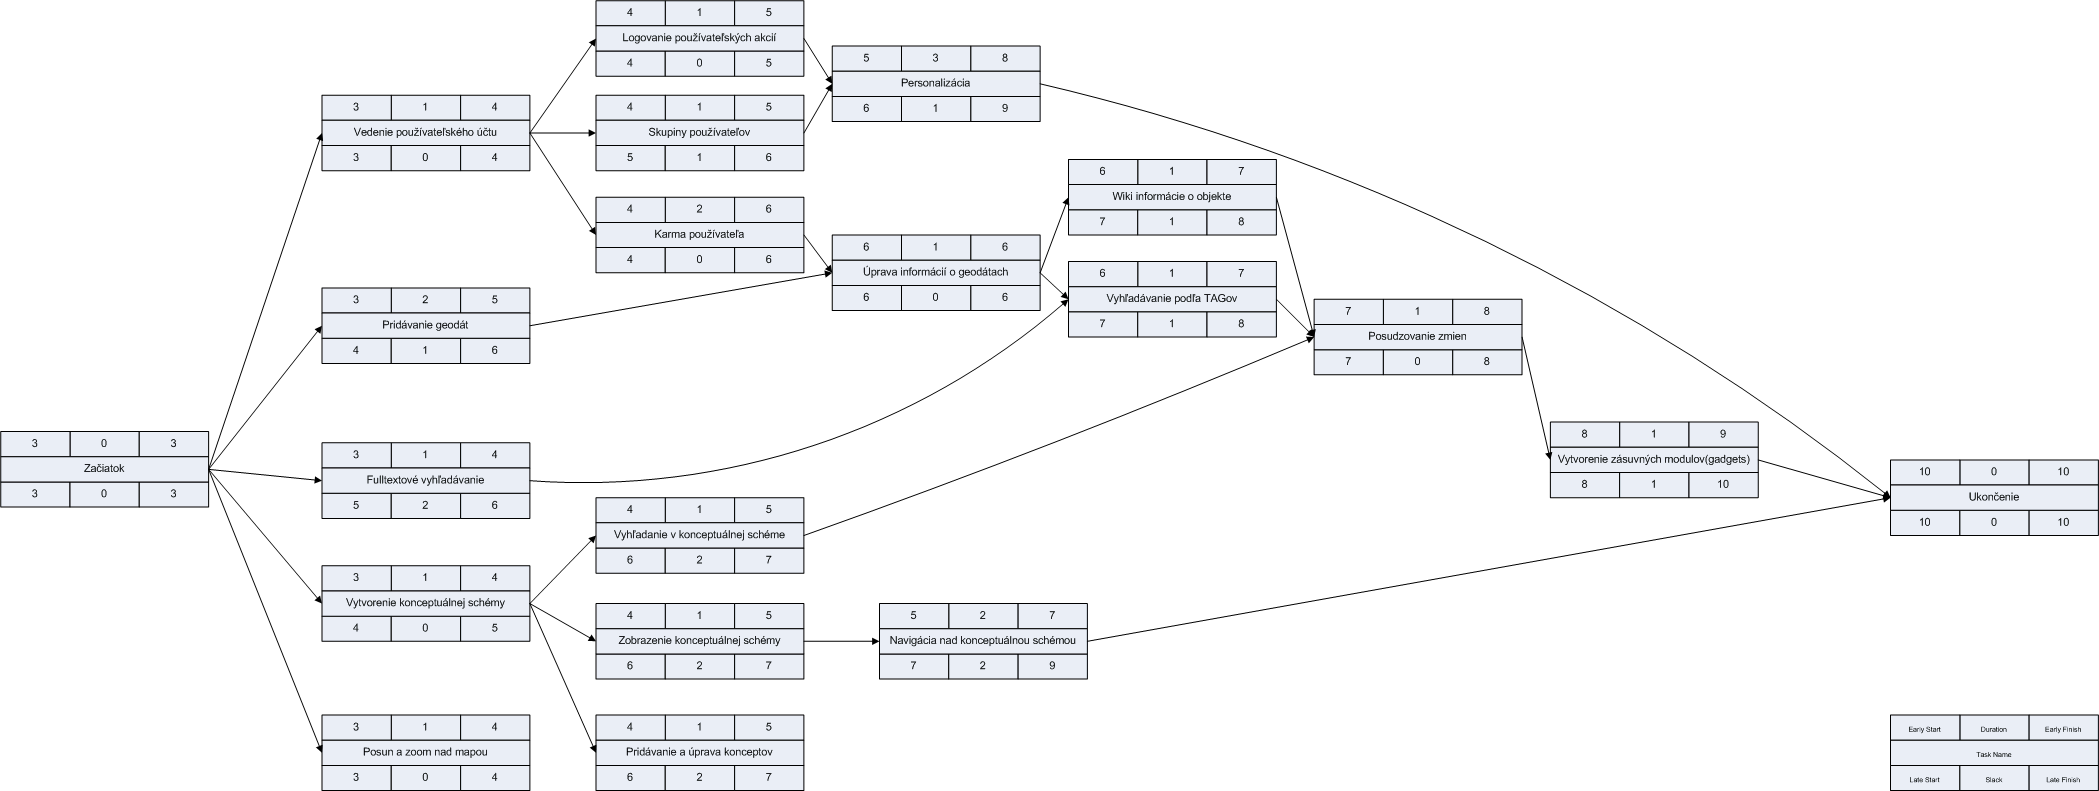 4 1 5
Logovanie používateľských akcií
4 0 5
5 3 8
Personalizácia
6 1 9
3 1 4
Vedenie používateľského účtu
3 0 4
4 1 5
Skupiny používateľov
5 1 6
4 2 6
Karma používateľa
4 0 6
6 1 7
Wiki informácie o objekte
7 1 8
6 1 6
Úprava informácií o geodátach
6 0 6
6 1 7
Vyhľadávanie podľa TAGov
7 1 8
3 2 5
Pridávanie geodát
4 1 6
7 1 8
Posudzovanie zmien
7 0 8
3 0 3
Začiatok
3 0 3
3 1 4
Fulltextové vyhľadávanie
5 2 6
8 1 9
Vytvorenie zásuvných modulov(gadgets)
8 1 10
10 0 10
Ukončenie
10 0 10
4 1 5
Vyhľadanie v konceptuálnej schéme
6 2 7
3 1 4
Vytvorenie konceptuálnej schémy
4 0 5
4 1 5
Zobrazenie konceptuálnej schémy
6 2 7
5 2 7
Navigácia nad konceptuálnou schémou
7 2 9
3 1 4
Posun a zoom nad mapou
3 0 4
4 1 5
Pridávanie a úprava konceptov
6 2 7
Early Start Duration Early Finish
Task Name
Late Start Slack Late Finish